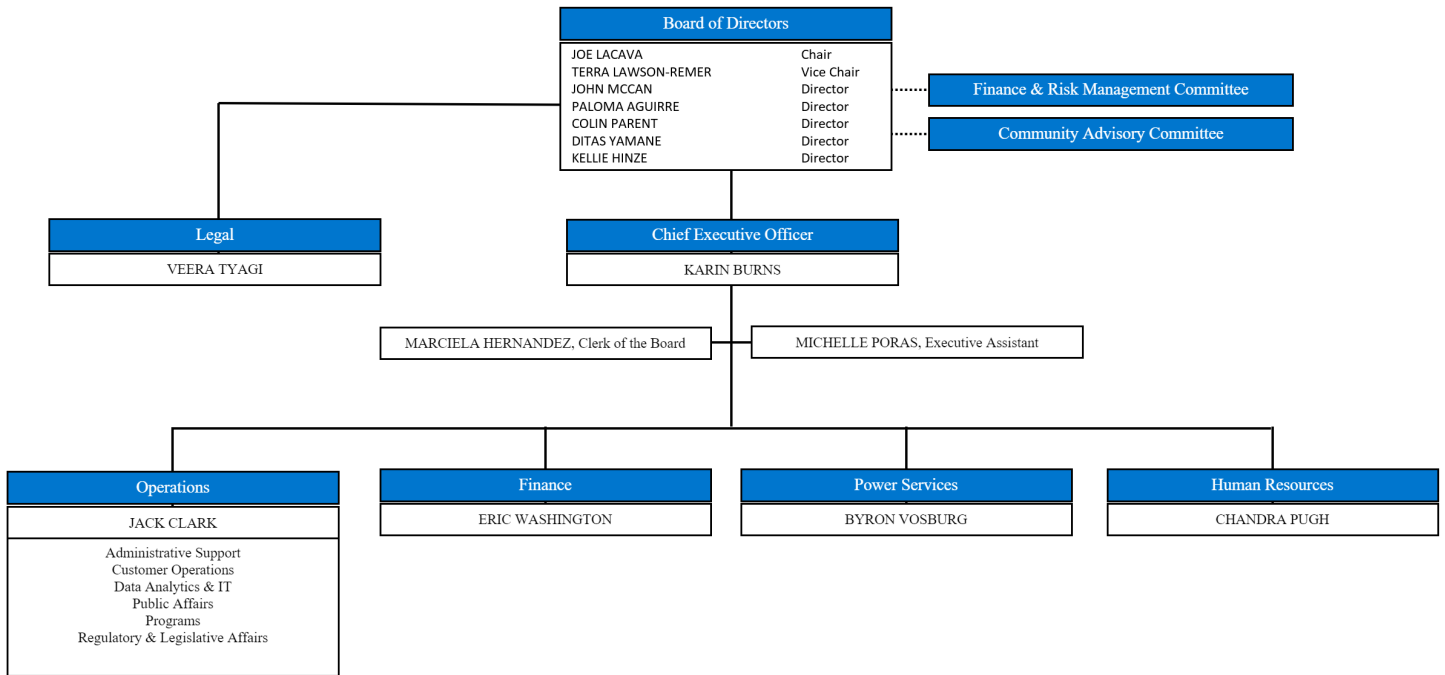 Board of Directors
JOE LACAVA Chair
TERRA LAWSON-REMER Vice Chair
JOHN MCCAN Director
PALOMA AGUIRRE Director
COLIN PARENT Director
DITAS YAMANE Director
KELLIE HINZE Director
Finance & Risk Management Committee
Community Advisory Committee
Legal
VEERA TYAGI
Chief Executive Officer
KARIN BURNS
MARCIELA HERNANDEZ, Clerk of the Board
MICHELLE PORAS, Executive Assistant
Operations
JACK CLARK
Administrative Support
Customer Operations
Data Analytics & IT
Public Affairs
Programs
Regulatory & Legislative Affairs
Finance
ERIC WASHINGTON
Power Services
BYRON VOSBURG
Human Resources
CHANDRA PUGH